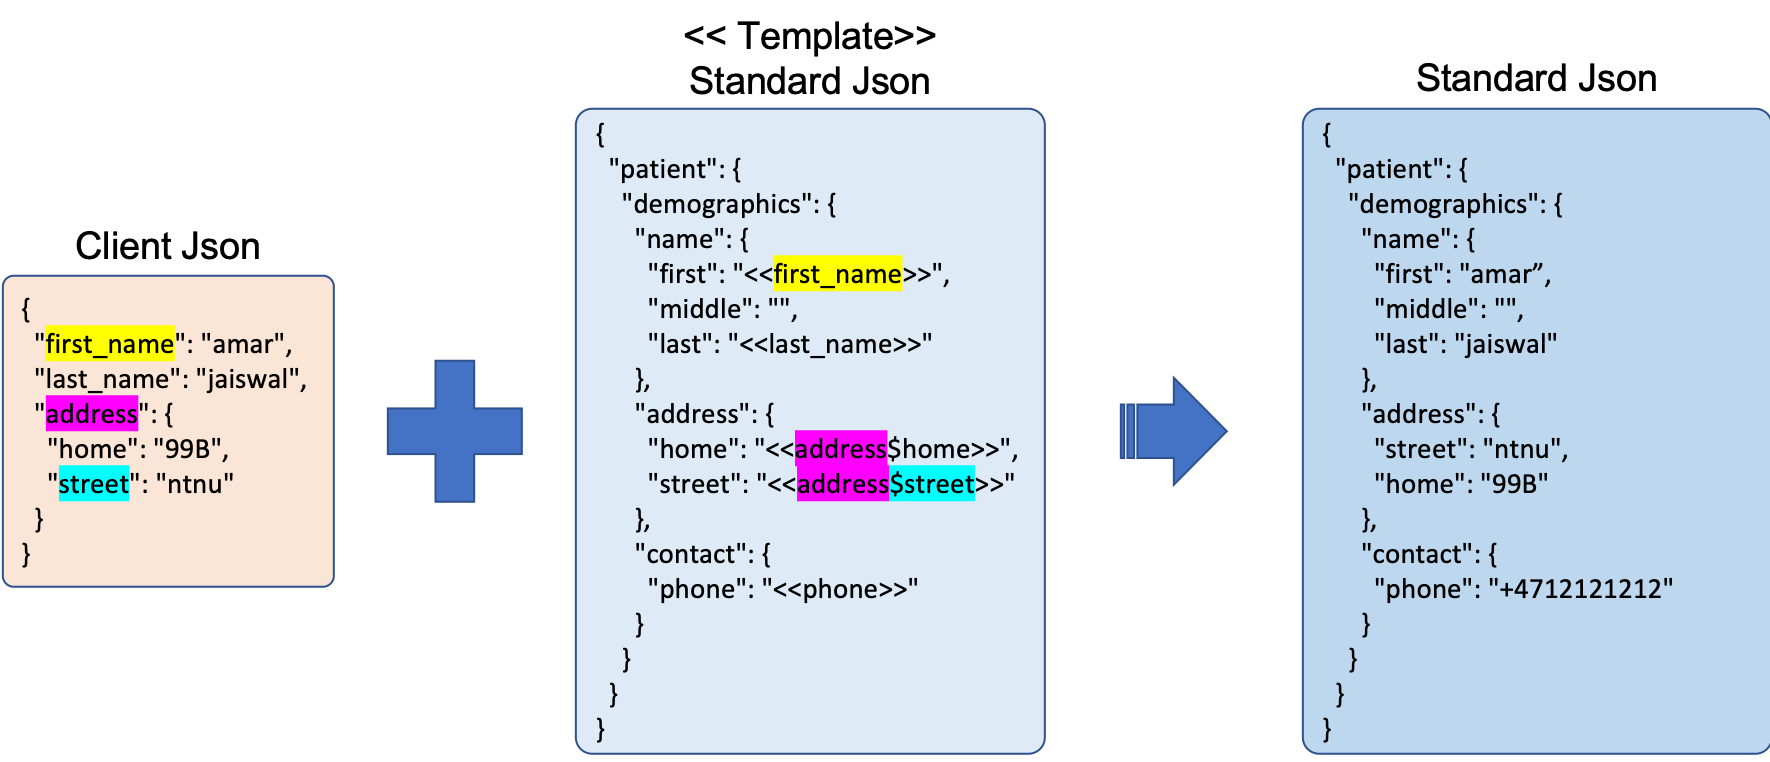 Client Json
{
"first_name": "amar",
"last_name": "jaiswal",
"address": {
"home": "99B",
"street": "ntnu"
}
}
<< Template>>
Standard Json
{
"patient": {
"demographics": {
"name": {
"first": "<<first_name>>",
"middle": "",
"last": "<<last_name>>"
},
"address": {
"home": "<<address$home>>",
"street": "<<address$street>>"
},
"contact": {
"phone": "<<phone>>"
}
}
}
}
Standard Json
{
"patient": {
"demographics": {
"name": {
"first": "amar”,
"middle": "",
"last": "jaiswal"
},
"address": {
"street": "ntnu",
"home": "99B"
},
"contact": {
"phone": "+4712121212"
}
}
}
}